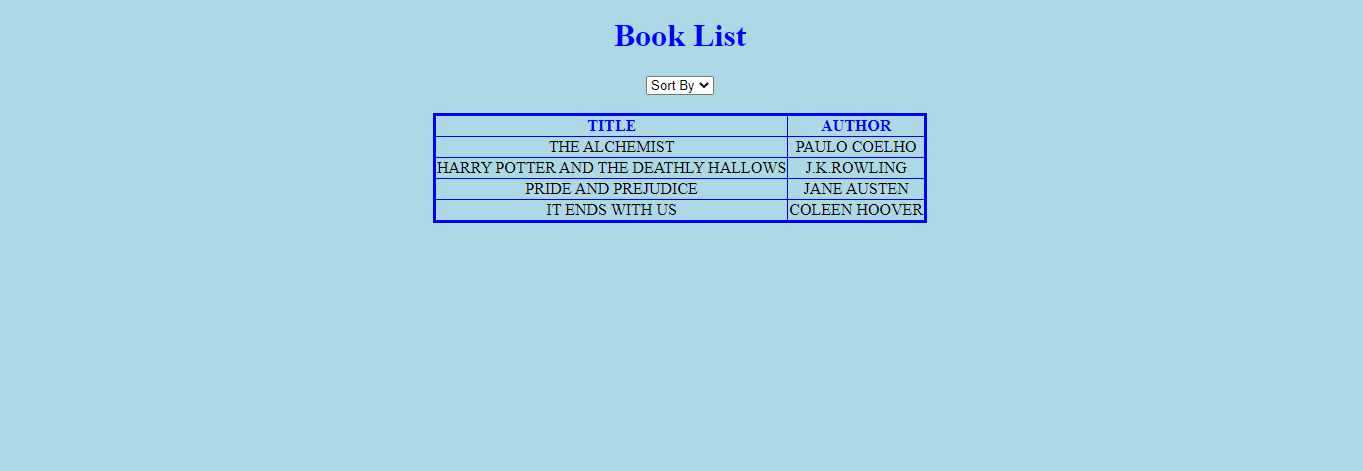 Book List
Sort By
TITLE AUTHOR
THE ALCHEMIST PAULO COELHO
HARRY POTTER AND THE DEATHLY HALLOWS J.K.ROWLING
PRIDE AND PREJUDICE JANE AUSTEN
IT ENDS WITH US COLEEN HOOVER